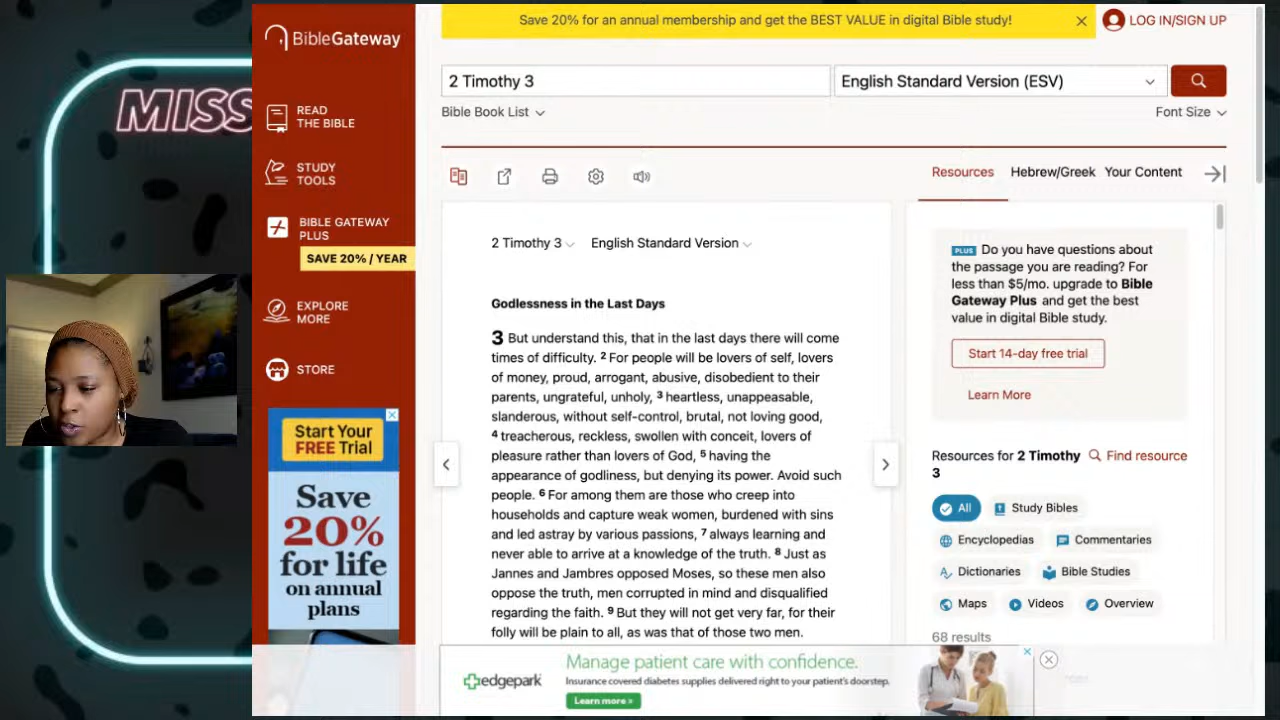 MISS
BibleGateway
READ
THE BIBLE
STUDY
TOOLS
BIBLE GATEWAY
PLUS
SAVE 20% / YEAR
EXPLORE
MORE
STORE
Start Your
FREE Trial
Save
20%
for life
on annual
plans
Save 20% for an annual membership and get the BEST VALUE in digital Bible study!
LOG IN/SIGN UP
2 Timothy 3
English Standard Version (ESV)
Bible Book List
Font Size
2 Timothy 3 English Standard Version
Godlessness in the Last Days
3 But understand this, that in the last days there will come
times of difficulty. 2 For people will be lovers of self, lovers
of money, proud, arrogant, abusive, disobedient to their
parents, ungrateful, unholy, 3 heartless, unappeasable,
slanderous, without self-control, brutal, not loving good,
4 treacherous, reckless, swollen with conceit, lovers of
pleasure rather than lovers of God, 5 having the
appearance of godliness, but denying its power. Avoid such
people. 6 For among them are those who creep into
households and capture weak women, burdened with sins
and led astray by various passions, 7 always learning and
never able to arrive at a knowledge of the truth. 8 Just as
Jannes and Jambres opposed Moses, so these men also
oppose the truth, men corrupted in mind and disqualified
regarding the faith. 9 But they will not get very far, for their
folly will be plain to all, as was that of those two men.
Resources Hebrew/Greek Your Content
PLUS Do you have questions about
the passage you are reading? For
less than $5/mo. upgrade to Bible
Gateway Plus and get the best
value in digital Bible study.
Start 14-day free trial
Learn More
Resources for 2 Timothy
3
Find resource
All Study Bibles
Encyclopedias Commentaries
Dictionaries Bible Studies
Maps Videos Overview
68 results
edgepark
Manage patient care with confidence.
Insurance covered diabetes supplies delivered right to your patient's doorstep.
Learn more »